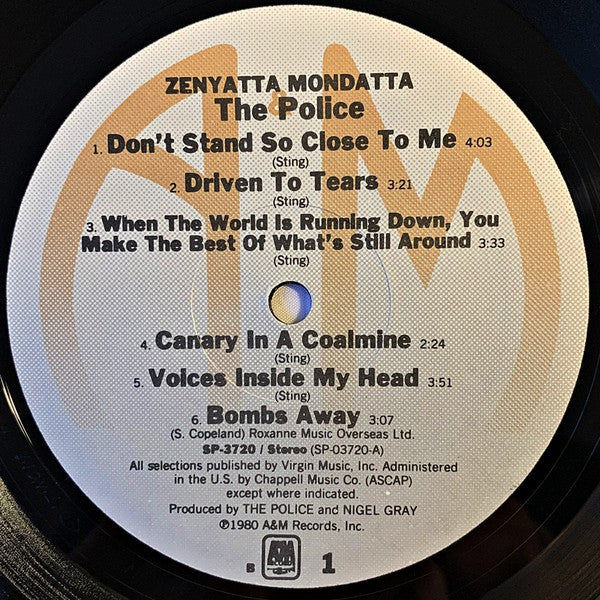 ZENYATTA MONDATTA
The Police
1. Don't Stand So Close To Me 4:03
(Sting)
2. Driven To Tears 3:21
(Sting)
3. When The World Is Running Down, You
Make The Best Of What's Still Around 3:33
(Sting)
4. Canary In A Coalmine 2:24
(Sting)
5. Voices Inside My Head 3:51
(Sting)
6. Bombs Away 3:07
(S. Copeland) Roxanne Music Overseas Ltd.
SP-3720 / Stereo (SP-03720-A)
All selections published by Virgin Music, Inc. Administered
in the U.S. by Chappell Music Co. (ASCAP)
except where indicated.
Produced by THE POLICE and NIGEL GRAY
℗1980 A&M Records, Inc.
B A&M RECORDS 1